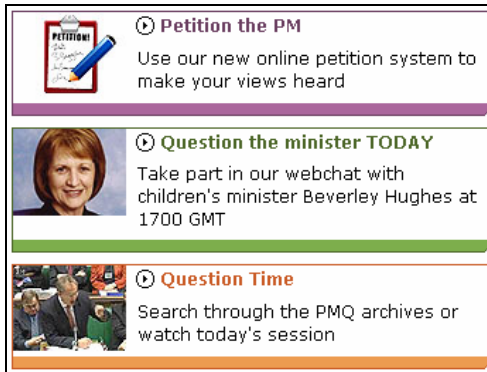 PETITION!
Petition the PM
Use our new online petition system to
make your views heard
Question the minister TODAY
Take part in our webchat with
children's minister Beverley Hughes at
1700 GMT
Question Time
Search through the PMQ archives or
watch today's session